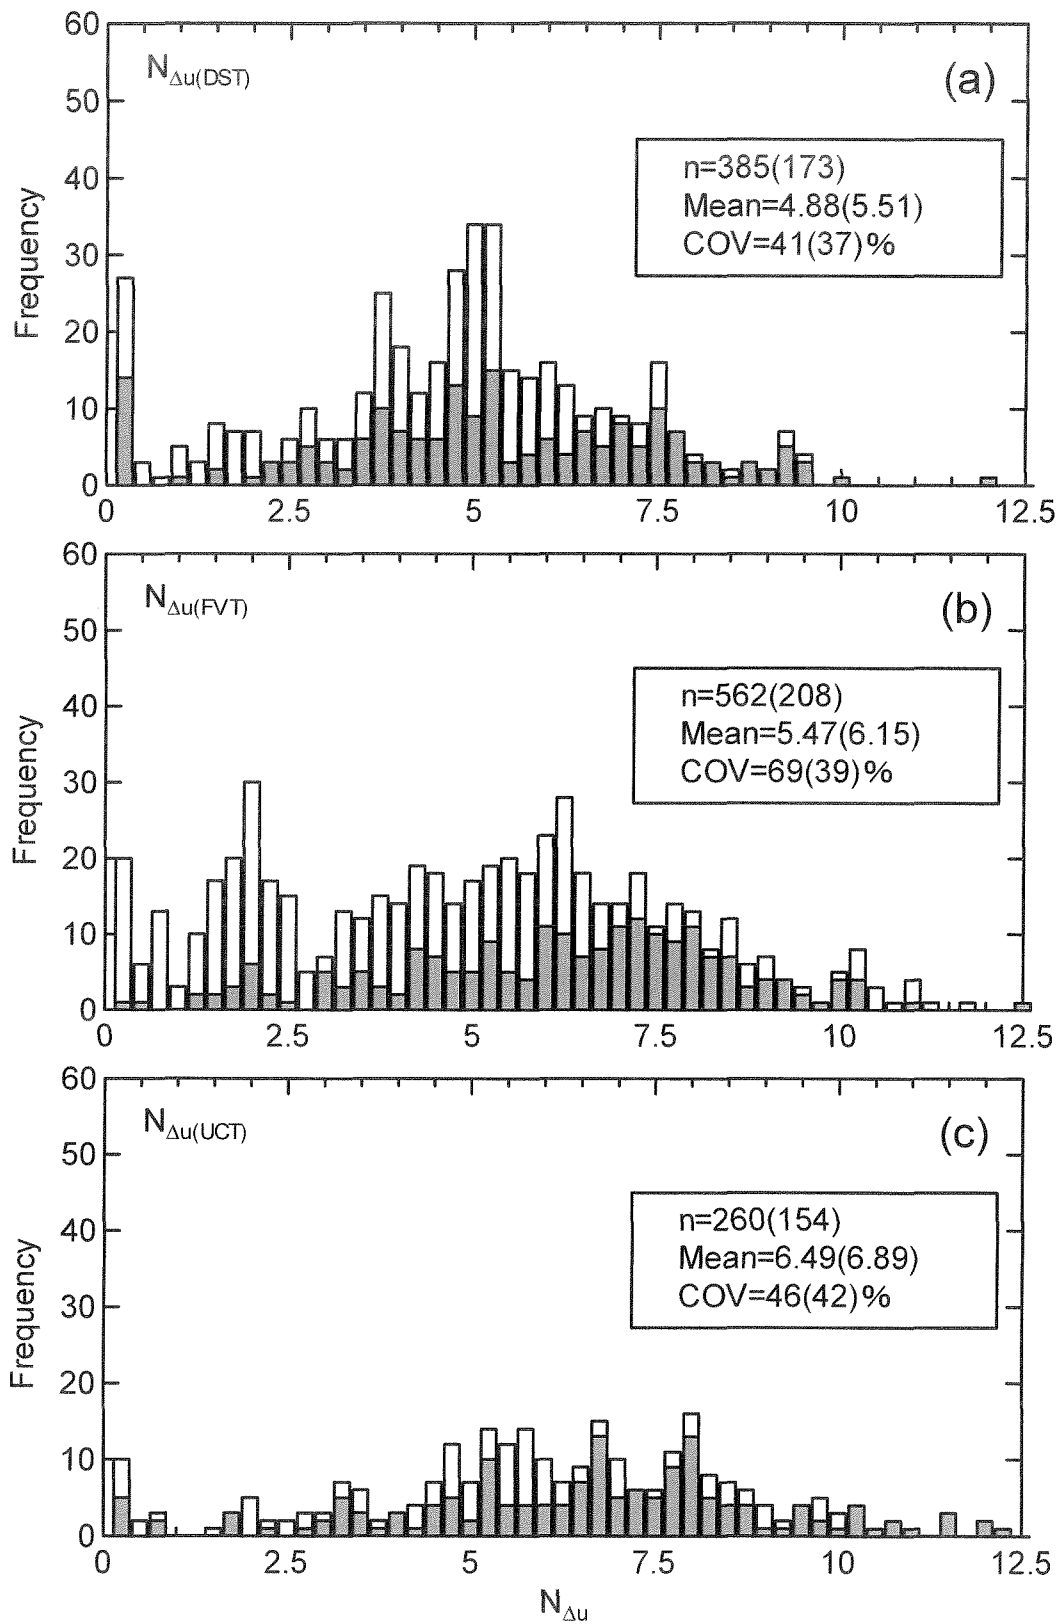 60
N Δu(DST)
(a)
50
n=385(173)
40
Mean=4.88(5.51)
COV=41(37)%
30
Frequency
20
10
0
0 2.5 5 7.5 10 12.5
60
N Δu(FVT)
(b)
50
n=562(208)
40
Mean=5.47(6.15)
COV=69(39)%
30
Frequency
20
10
0
0 2.5 5 7.5 10 12.5
60
N Δu(UCT)
(c)
50
n=260(154)
40
Mean=6.49(6.89)
COV=46(42)%
30
Frequency
20
10
0
0 2.5 5 7.5 10 12.5
N Δu